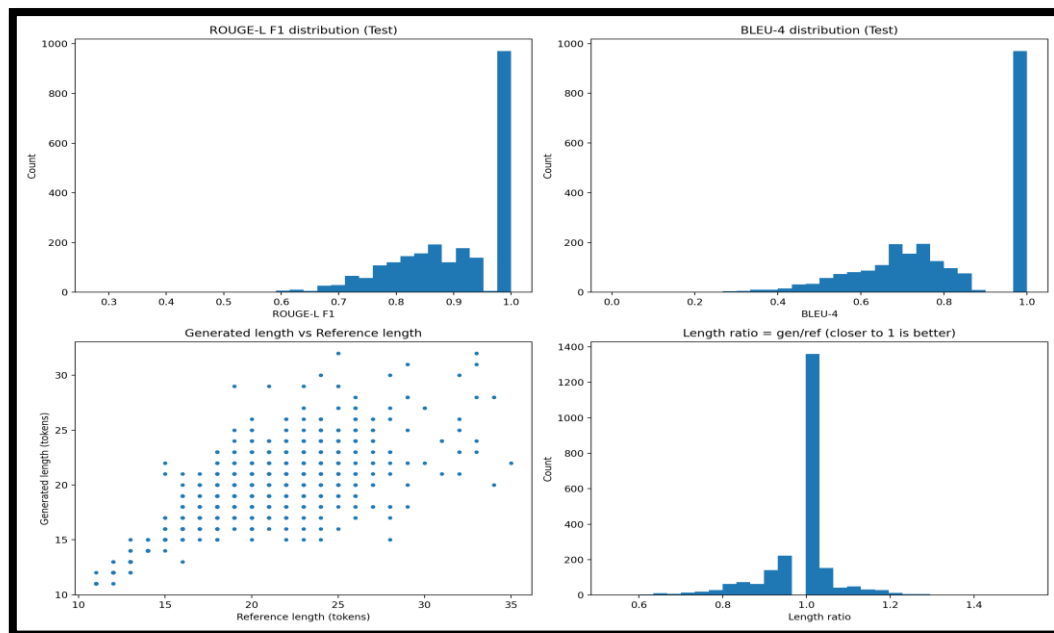 ROUGE-L F1 distribution (Test)
1000
800
600
400
200
0
Count
0.3 0.4 0.5 0.6 0.7 0.8 0.9 1.0
ROUGE-L F1
BLEU-4 distribution (Test)
1000
800
600
400
200
0
Count
0.0 0.2 0.4 0.6 0.8 1.0
BLEU-4
Generated length vs Reference length
30
25
20
15
10
Generated length (tokens)
10 15 20 25 30 35
Reference length (tokens)
Length ratio = gen/ref (closer to 1 is better)
1400
1200
1000
800
600
400
200
0
Count
0.6 0.8 1.0 1.2 1.4
Length ratio